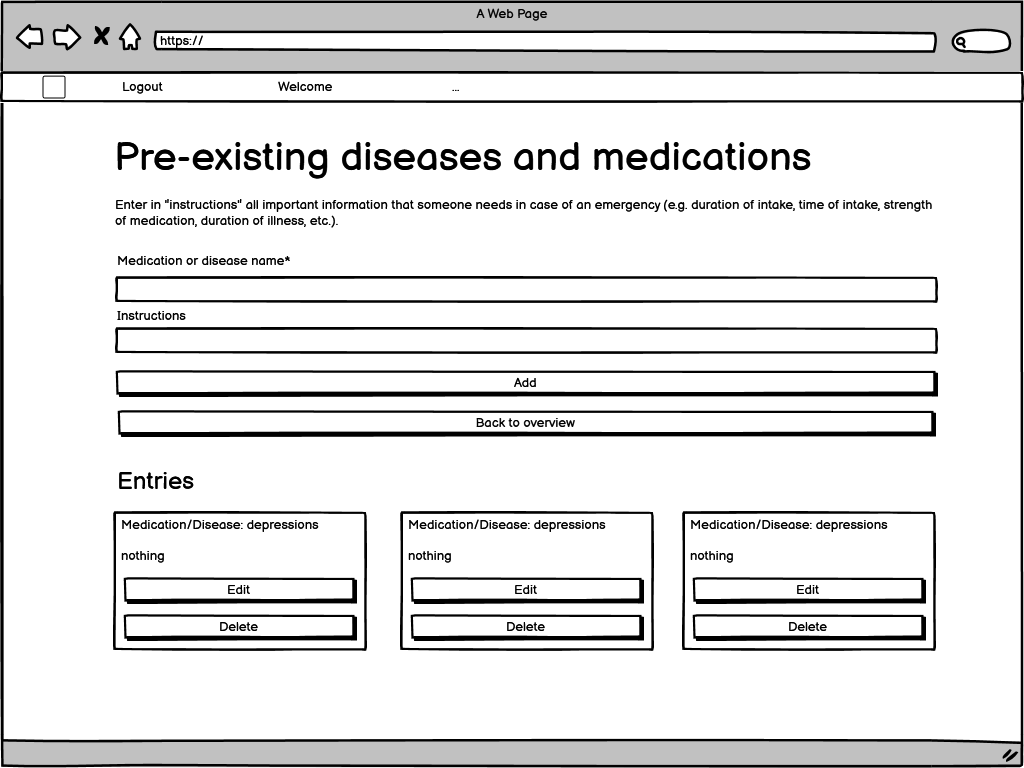 A Web Page
https://
Logout Welcome ...
Pre-existing diseases and medications
Enter in "instructions" all important information that someone needs in case of an emergency (e.g. duration of intake, time of intake, strength
of medication, duration of illness, etc.).
Medication or disease name*
Instructions
Add
Back to overview
Entries
Medication/Disease: depressions
nothing
Edit
Delete
Medication/Disease: depressions
nothing
Edit
Delete
Medication/Disease: depressions
nothing
Edit
Delete